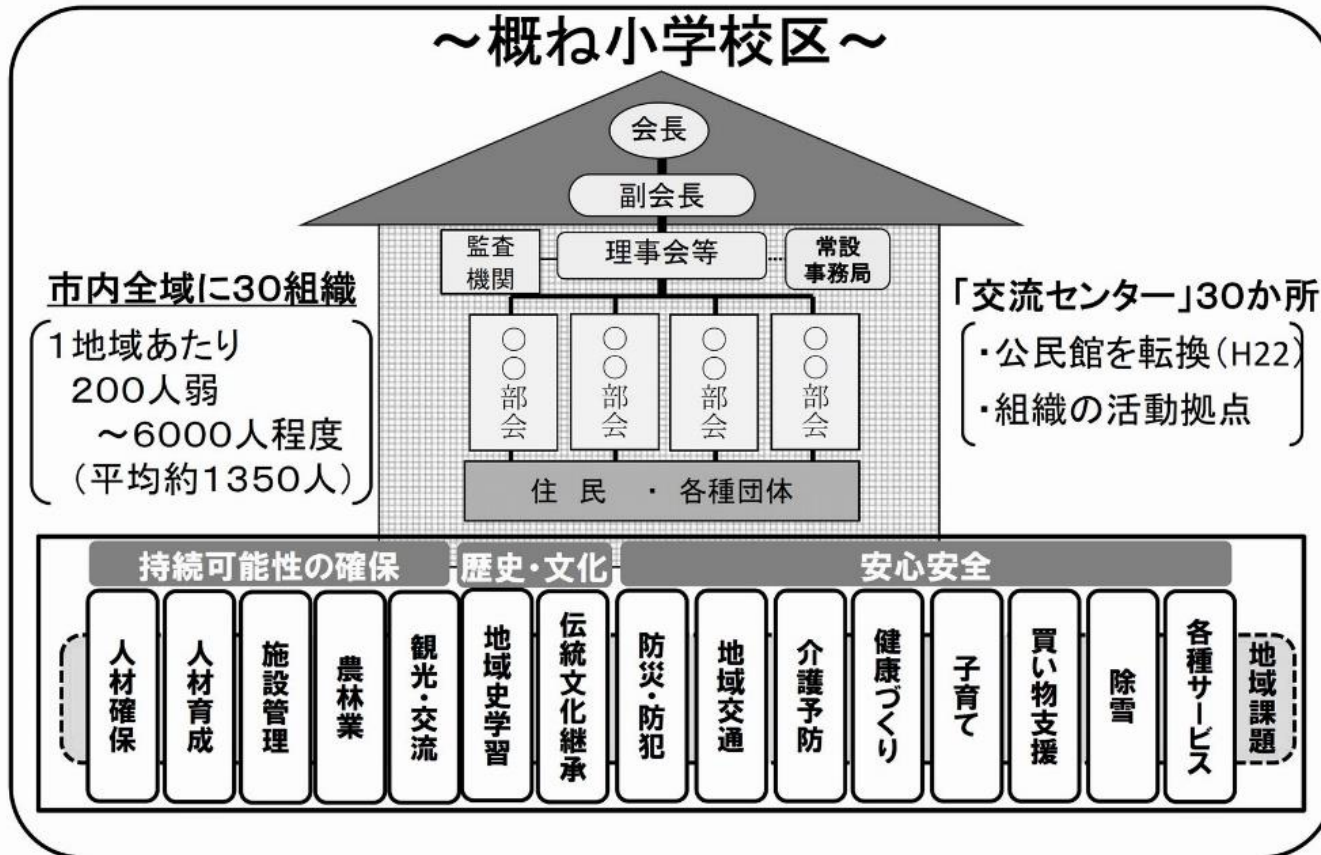 ～概ね小学校区～
会長
副会長
監査
機関
理事会等
常設
事務局
市内全域に30組織
1地域あたり
200人弱
～6000人程度
(平均約1350人)
「交流センター」30か所
・公民館を転換(H22)
・組織の活動拠点
○○部会
○○部会
○○部会
○○部会
住民・各種団体
持続可能性の確保
歴史・文化
安心安全
人材確保
人材育成
施設管理
農林業
観光・交流
地域史学習
伝統文化継承
防災・防犯
地域交通
介護予防
健康づくり
子育て
買い物支援
除雪
各種サービス
地域課題